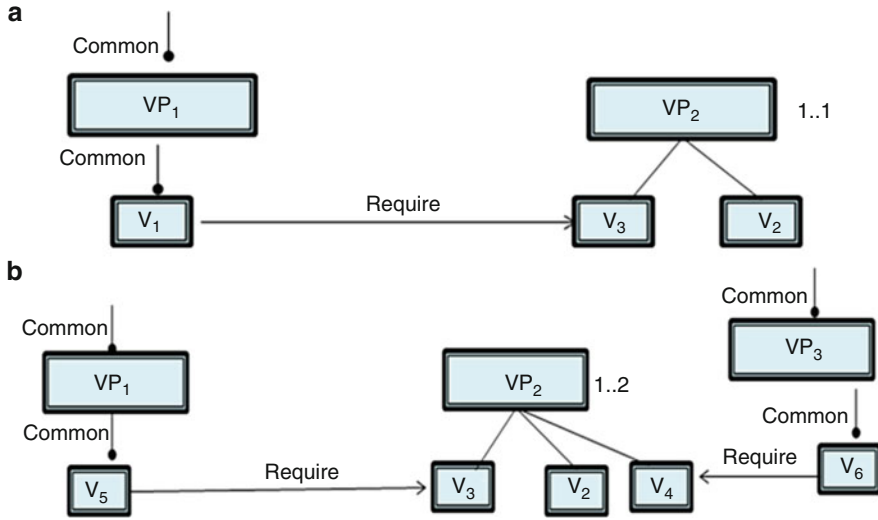 a
Common
VP₁
VP₂ 1..1
Common
V₁
Require
V₃
V₂
b
Common
Common
VP₁
VP₂ 1..2
VP₃
Common
Common
V₅
Require
V₃
V₂
V₄
Require
V₆